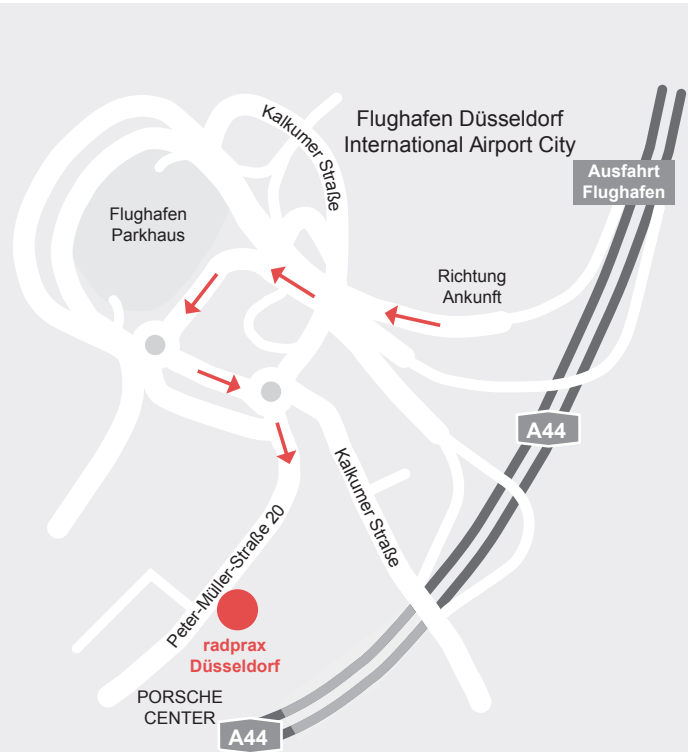 Kalkumer Straße
Flughafen Düsseldorf
International Airport City
Ausfahrt
Flughafen
Flughafen
Parkhaus
Richtung
Ankunft
A44
Kalkumer Straße
Peter-Müller-Straße 20
radprax
Düsseldorf
PORSCHE
CENTER
A44